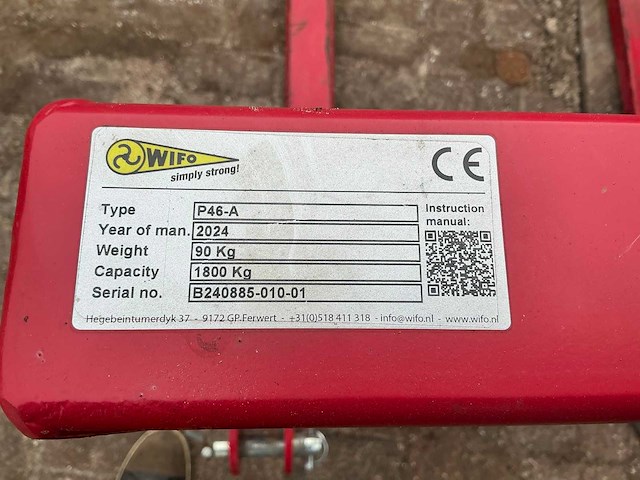 WIFO
simply strong!
CE
Type P46-A
Year of man. 2024
Weight 90 Kg
Capacity 1800 Kg
Serial no. B240885-010-01
Instruction
manual:
Hegebeintumerdyk 37 - 9172 GP.Ferwert - +31(0)518 411 318 - info@wifo.nl - www.wifo.nl